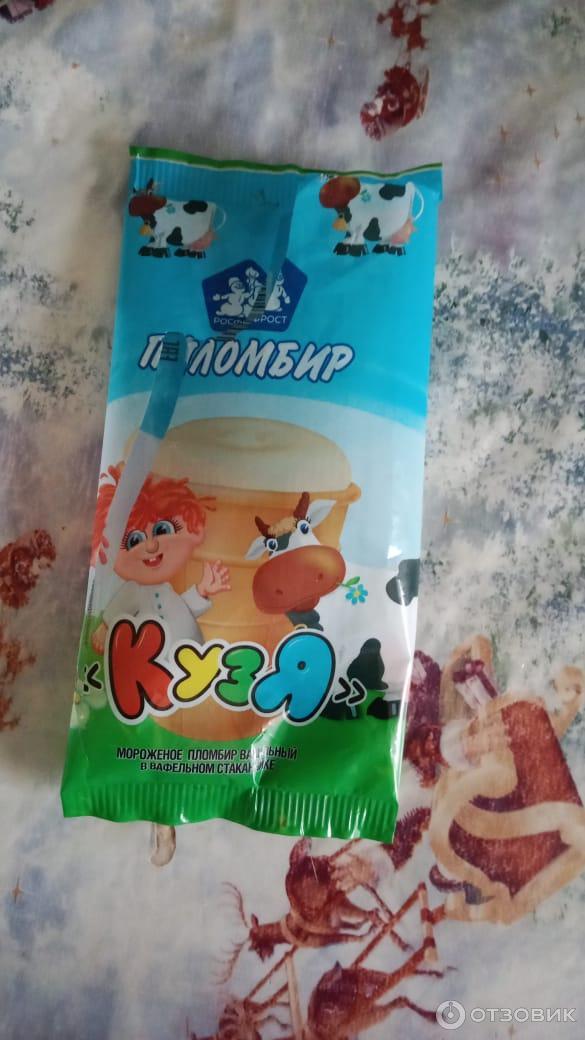 ПЛОМБИР
«КУЗЯ»
МОРОЖЕНОЕ ПЛОМБИР ВАНИЛЬНЫЙ
В ВАФЕЛЬНОМ СТАКАНЧИКЕ
ОТЗОВИК